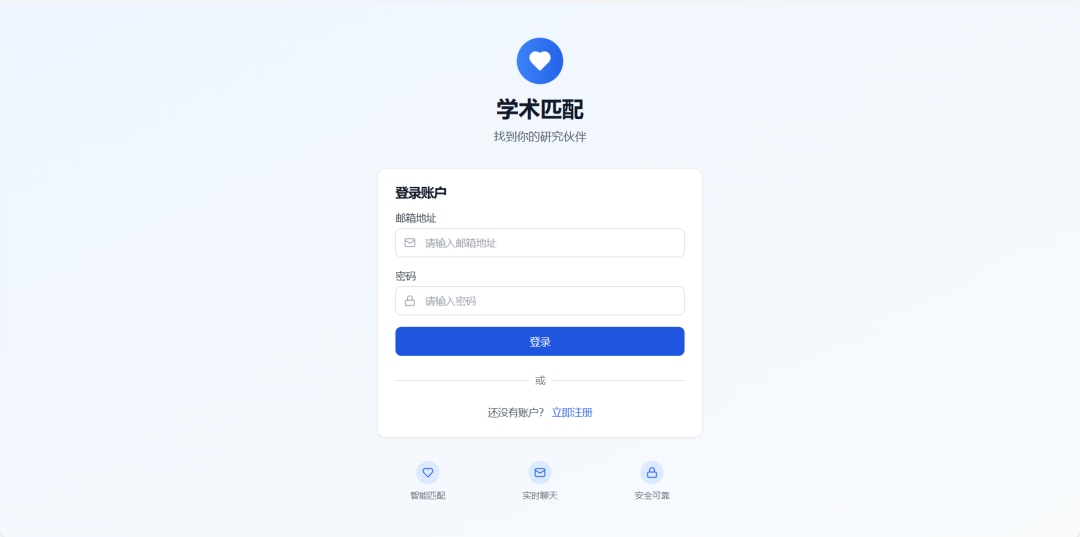 学术匹配
找到你的研究伙伴
登录账户
邮箱地址
请输入邮箱地址
密码
请输入密码
登录
或
还没有账户？ 立即注册
智能匹配 实时聊天 安全可靠